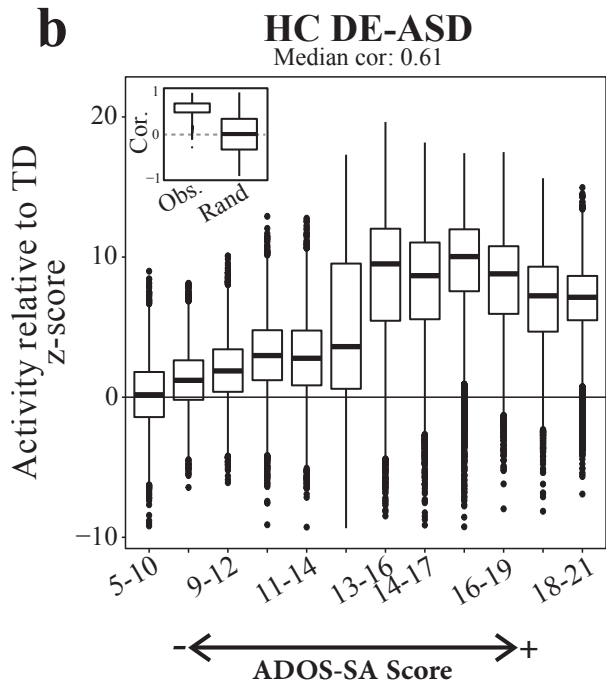 b
HC DE-ASD
Median cor: 0.61
Activity relative to TD
z-score
20
10
0
−10
Cor.
1
0
−1
Obs.
Rand
5-10
9-12
11-14
13-16
14-17
16-19
18-21
- +
ADOS-SA Score